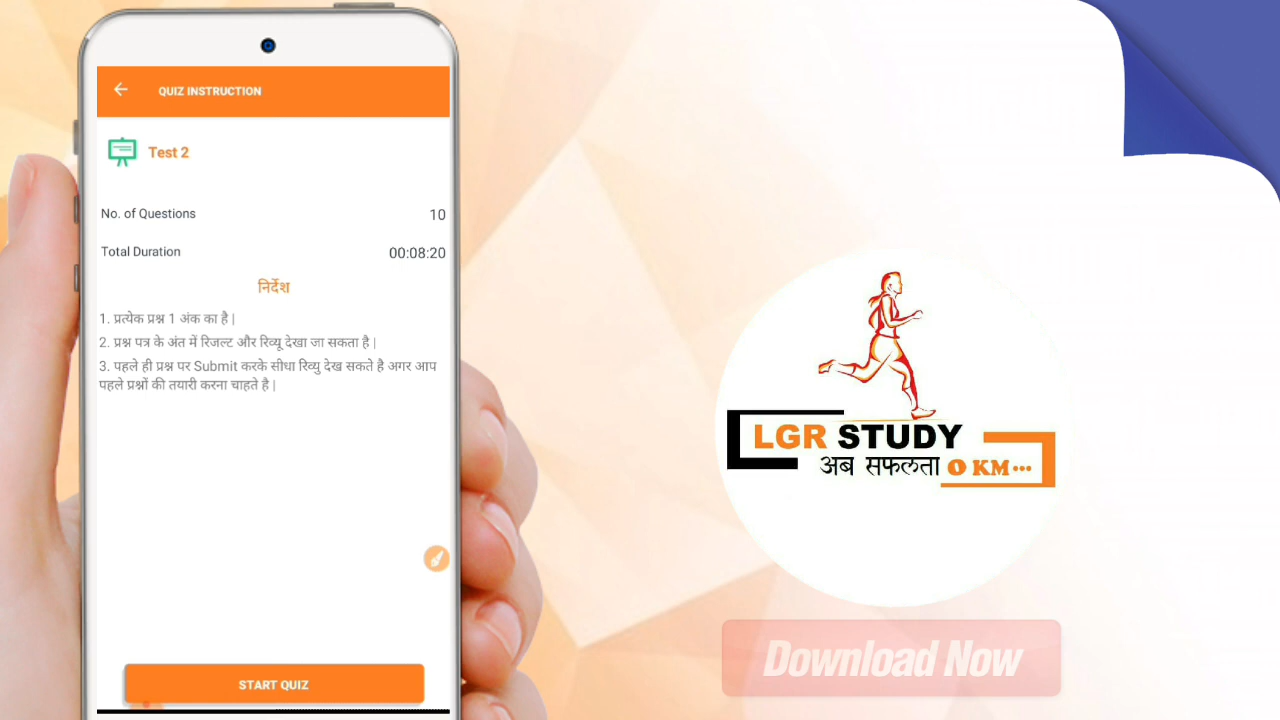 QUIZ INSTRUCTION
Test 2
No. of Questions 10
Total Duration 00:08:20
निर्देश
1. प्रत्येक प्रश्न 1 अंक का है |
2. प्रश्न पत्र के अंत में रिजल्ट और रिव्यू देखा जा सकता है |
3. पहले ही प्रश्न पर Submit करके सीधा रिव्यु देख सकते है अगर आप
पहले प्रश्नों की तयारी करना चाहते है |
START QUIZ
LGR STUDY
अब सफलता 0 KM...
Download Now